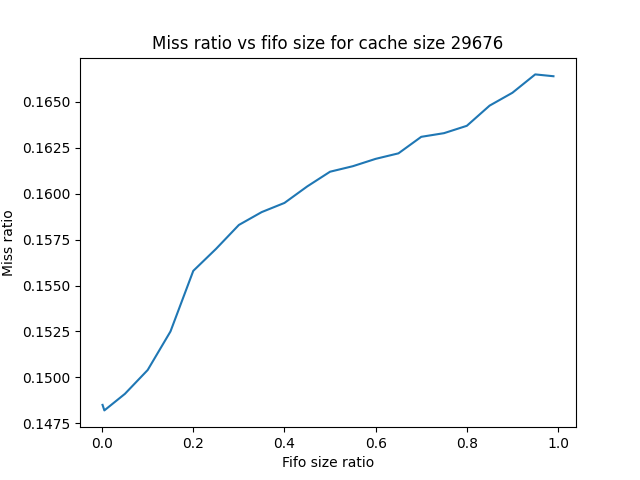 Miss ratio vs fifo size for cache size 29676
0.1650
0.1625
0.1600
0.1575
0.1550
0.1525
0.1500
0.1475
Miss ratio
0.0 0.2 0.4 0.6 0.8 1.0
Fifo size ratio